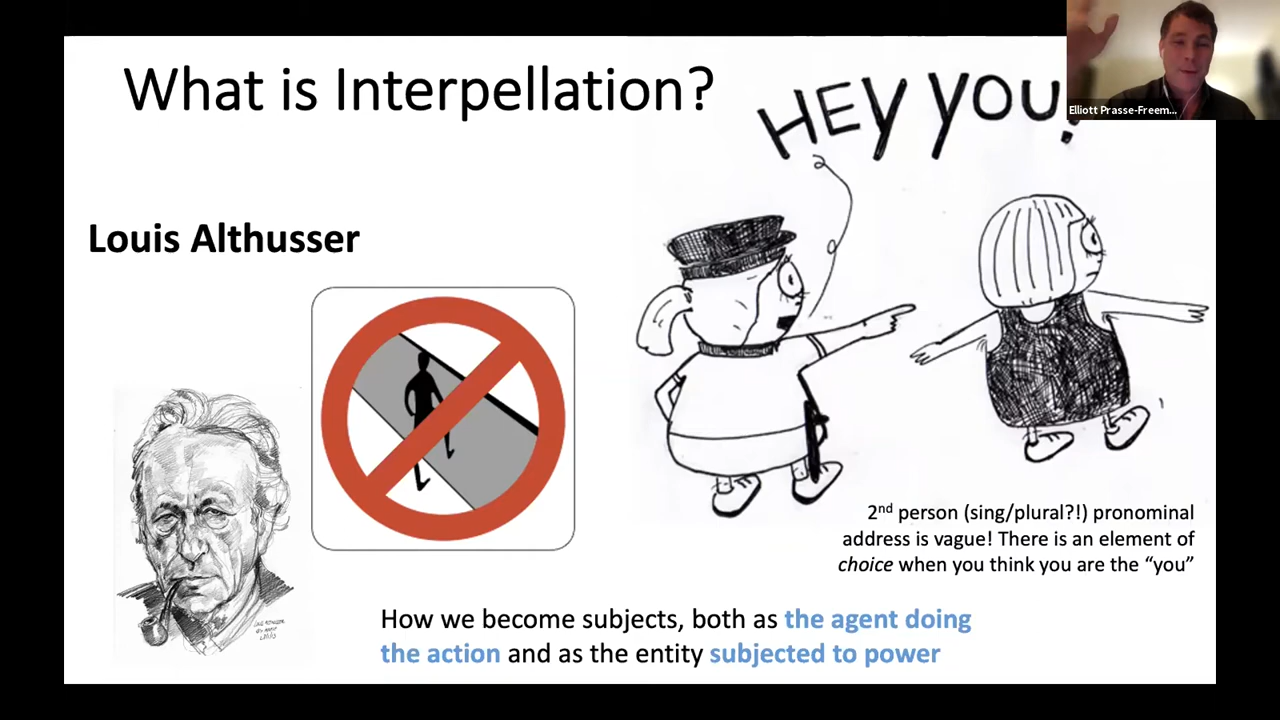 What is Interpellation?
HEY YOU!
Elliott Prasse-Freem...
Louis Althusser
2nd person (sing/plural?!) pronominal
address is vague! There is an element of
choice when you think you are the “you”
How we become subjects, both as the agent doing
the action and as the entity subjected to power